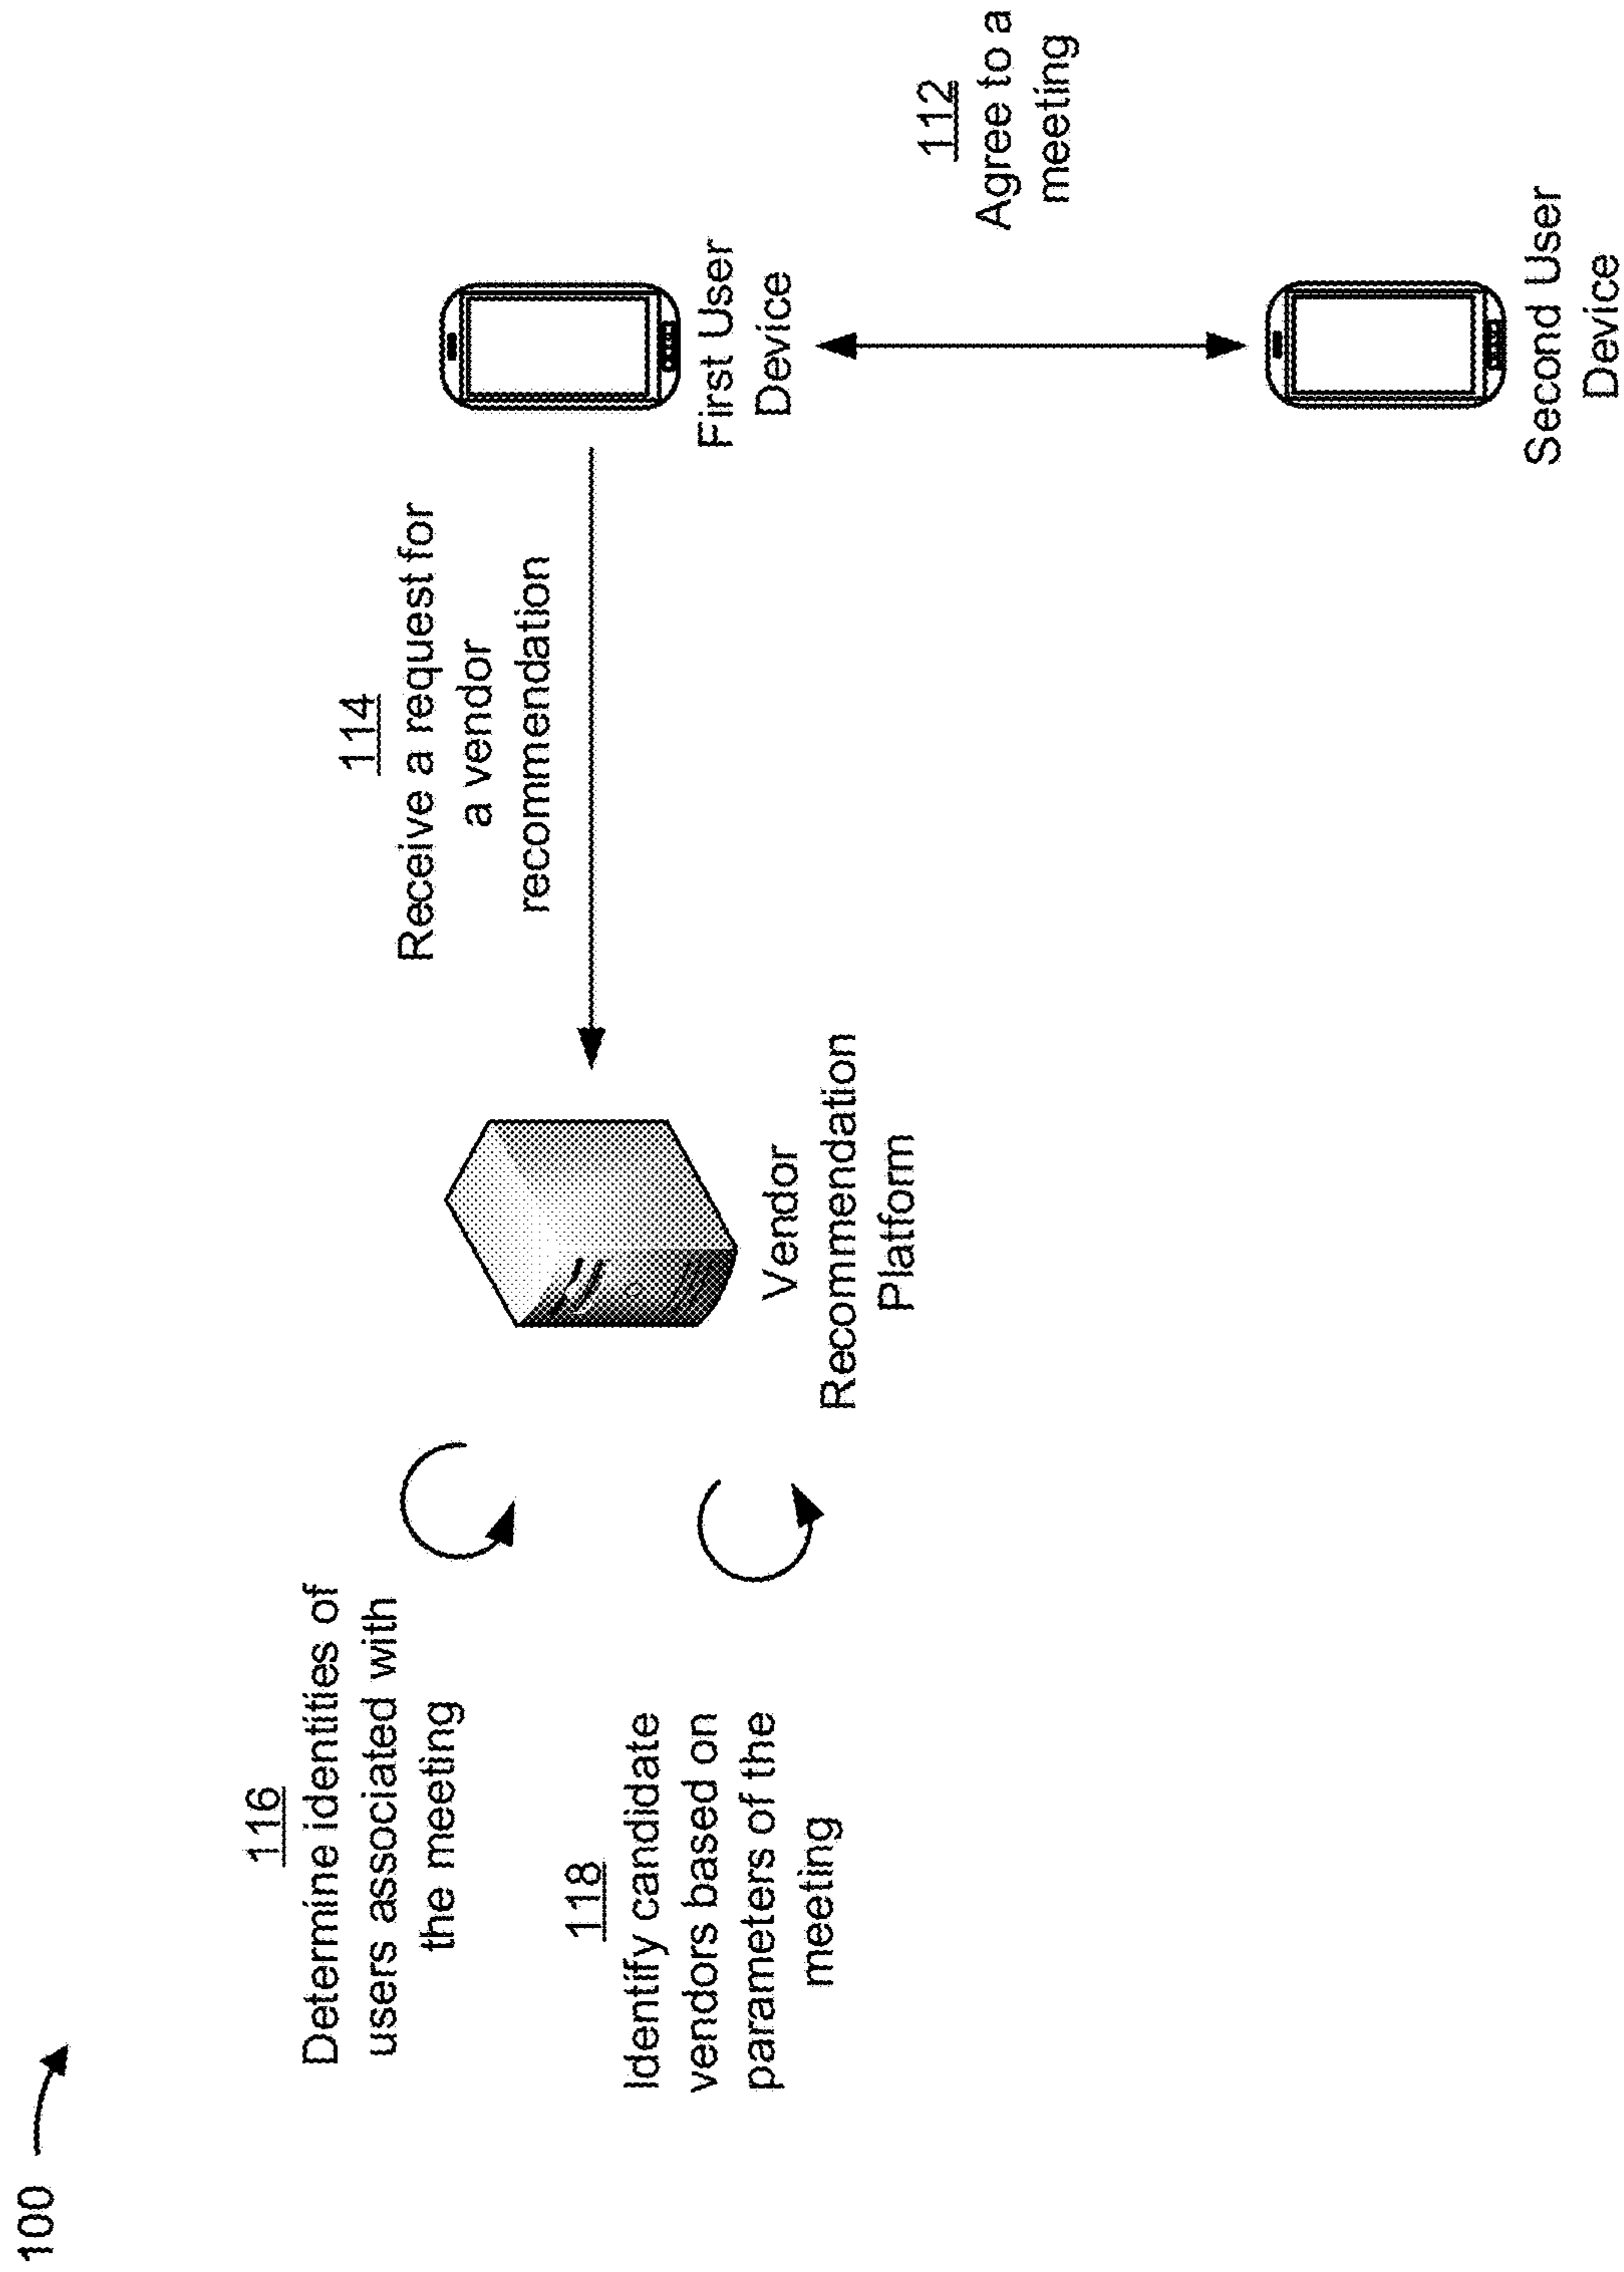 100
116
Determine identities of
users associated with
the meeting
118
Identify candidate
vendors based on
parameters of the
meeting
Vendor
Recommendation
Platform
114
Receive a request for
a vendor
recommendation
First User
Device
112
Agree to a
meeting
Second User
Device